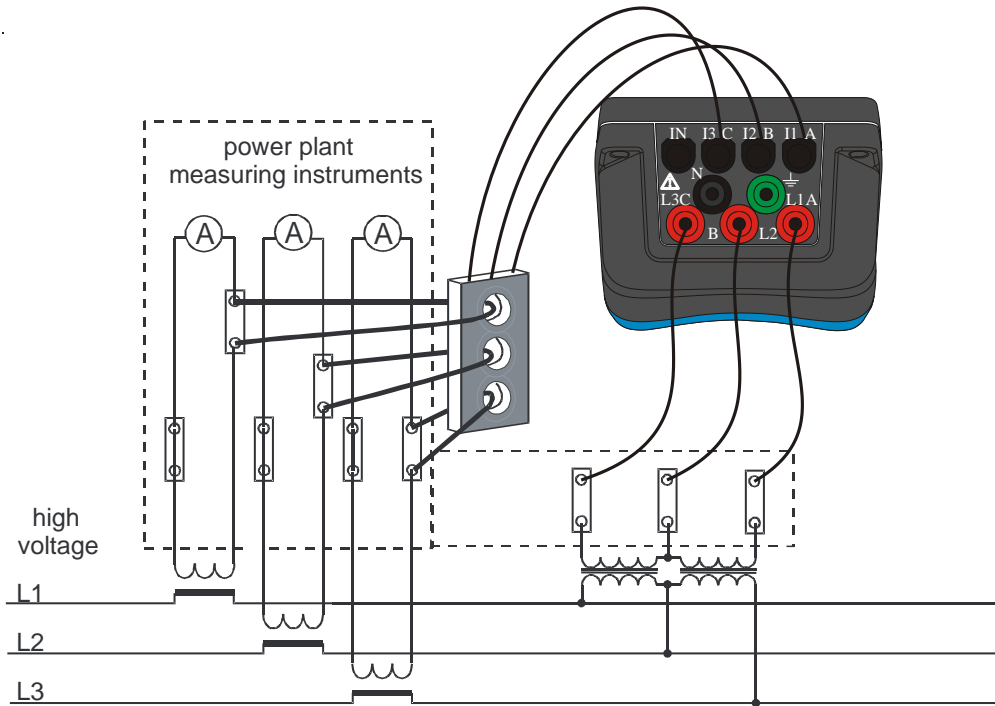 power plant
measuring instruments
A
A
A
IN I3 C I2 B I1 A
N
L3C L1A
B L2
high
voltage
L1
L2
L3